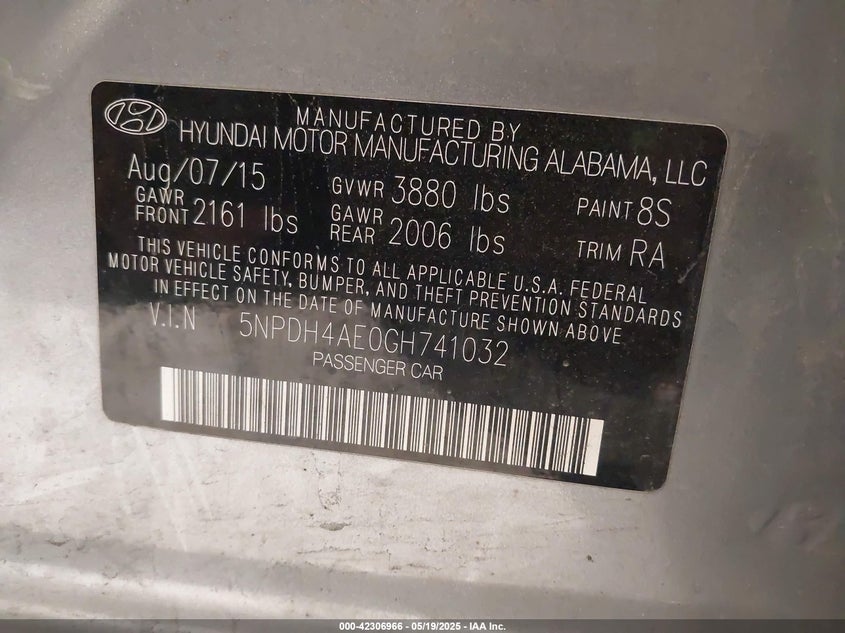 MANUFACTURED BY
HYUNDAI MOTOR MANUFACTURING ALABAMA, LLC
Aug/07/15 GVWR 3880 lbs PAINT 8S
GAWR FRONT 2161 lbs GAWR REAR 2006 lbs TRIM RA
THIS VEHICLE CONFORMS TO ALL APPLICABLE U.S.A. FEDERAL
MOTOR VEHICLE SAFETY, BUMPER, AND THEFT PREVENTION STANDARDS
IN EFFECT ON THE DATE OF MANUFACTURE SHOWN ABOVE
V.I.N 5NPDH4AE0GH741032
PASSENGER CAR
000-42306966 - 05/19/2025 - IAA Inc.